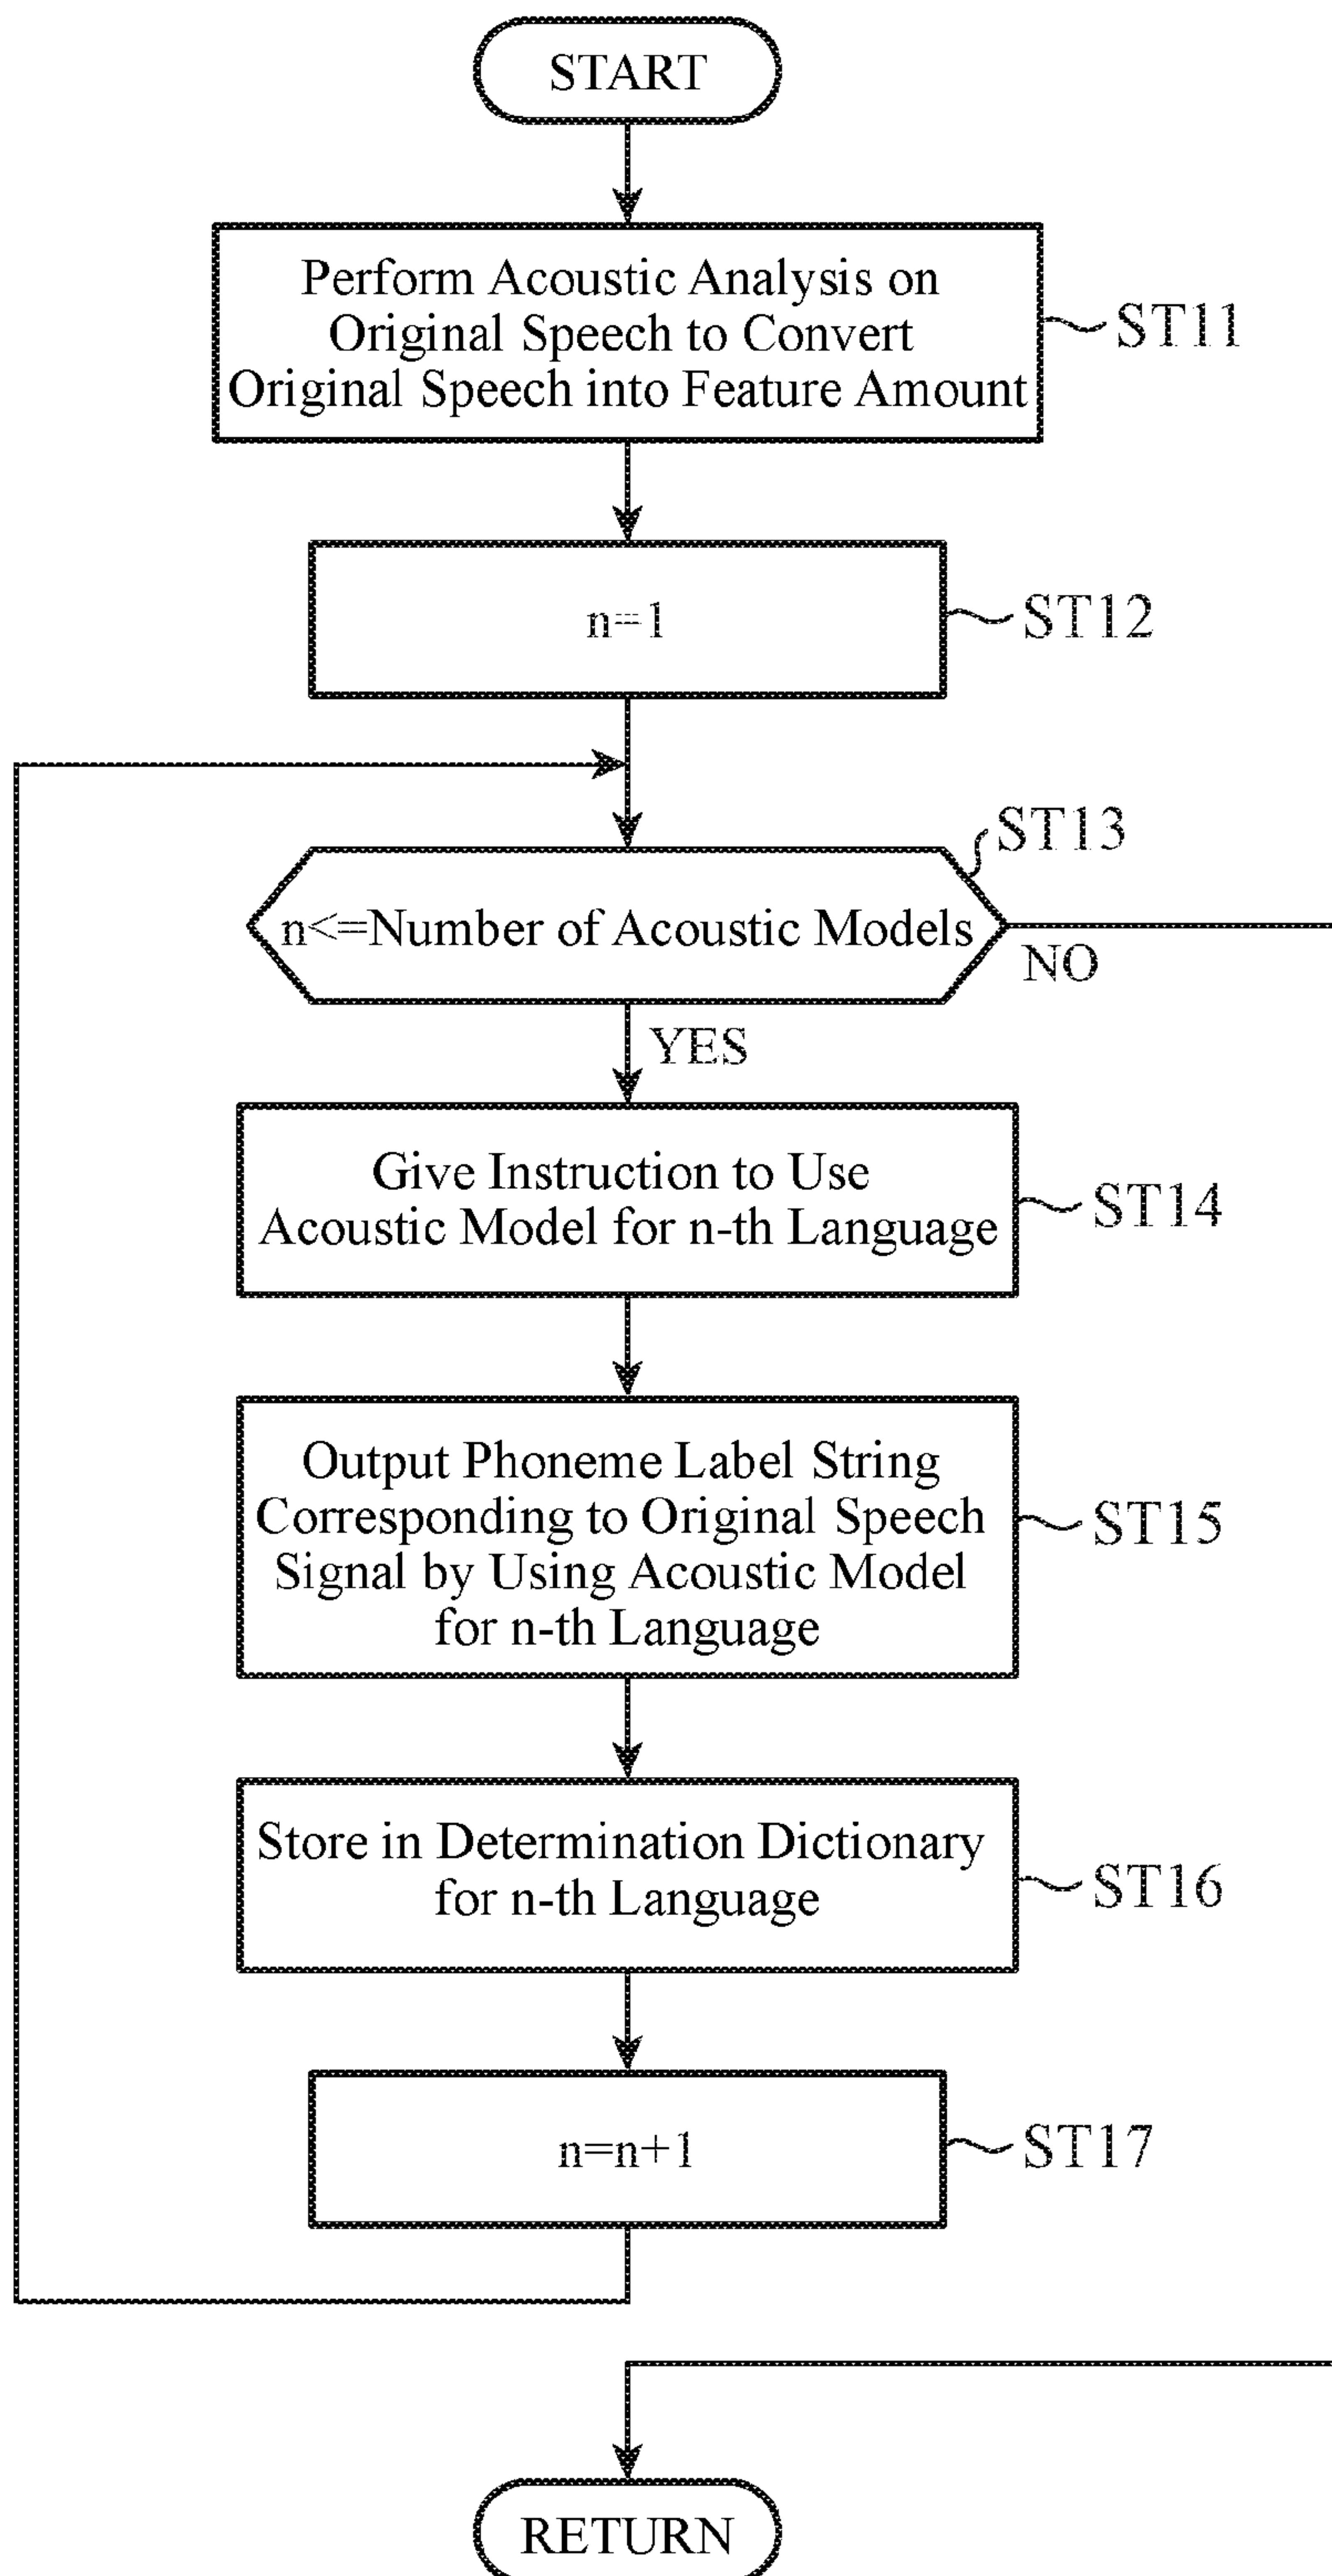 START
Perform Acoustic Analysis on
Original Speech to Convert
Original Speech into Feature Amount
ST11
n=1
ST12
ST13
n<=Number of Acoustic Models
NO
YES
Give Instruction to Use
Acoustic Model for n-th Language
ST14
Output Phoneme Label String
Corresponding to Original Speech
Signal by Using Acoustic Model
for n-th Language
ST15
Store in Determination Dictionary
for n-th Language
ST16
n=n+1
ST17
RETURN